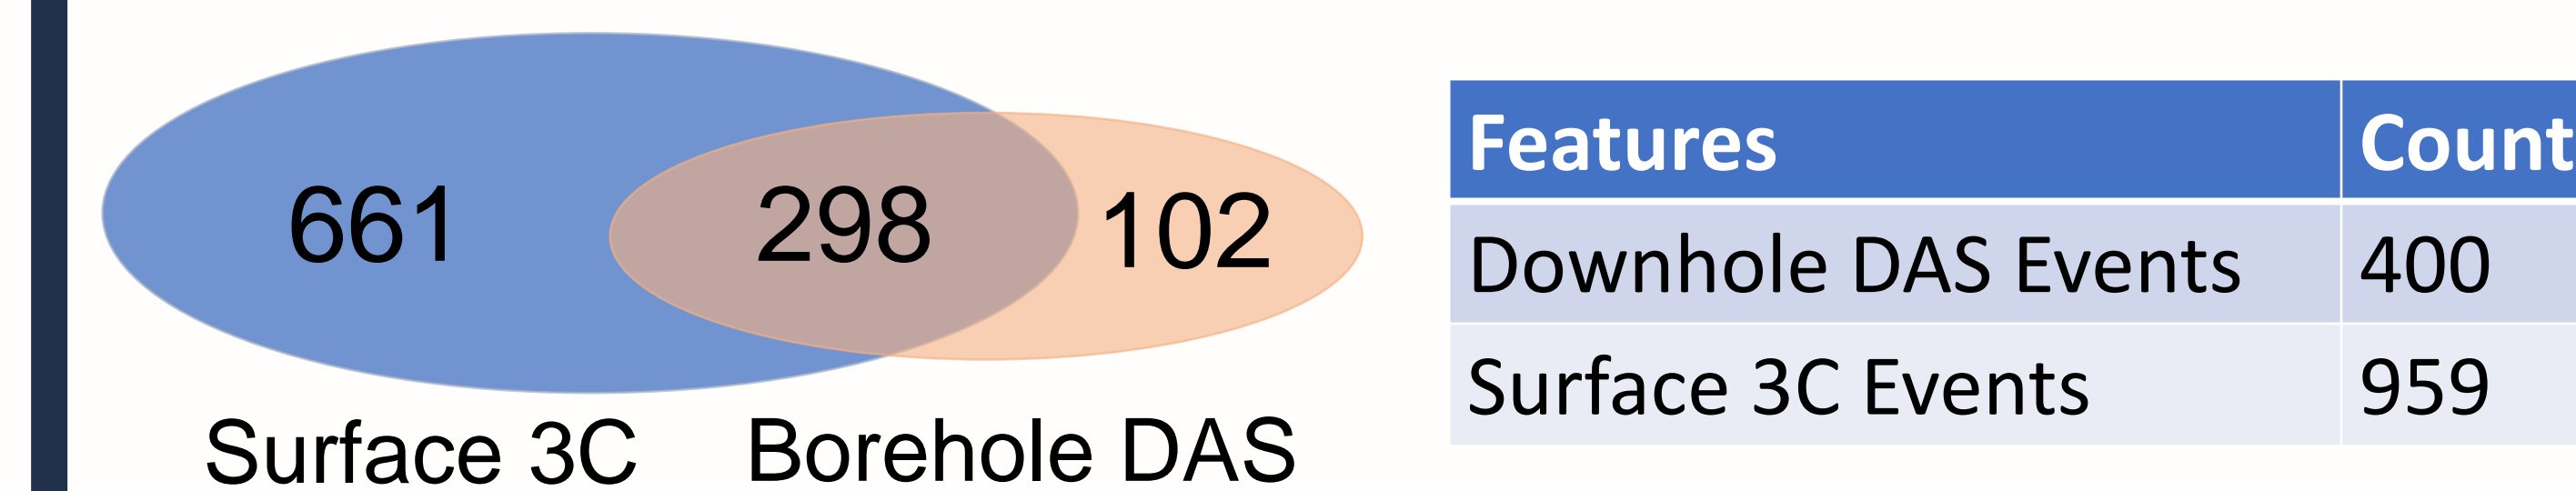 661 298 102
Surface 3C Borehole DAS
Features Count
Downhole DAS Events 400
Surface 3C Events 959